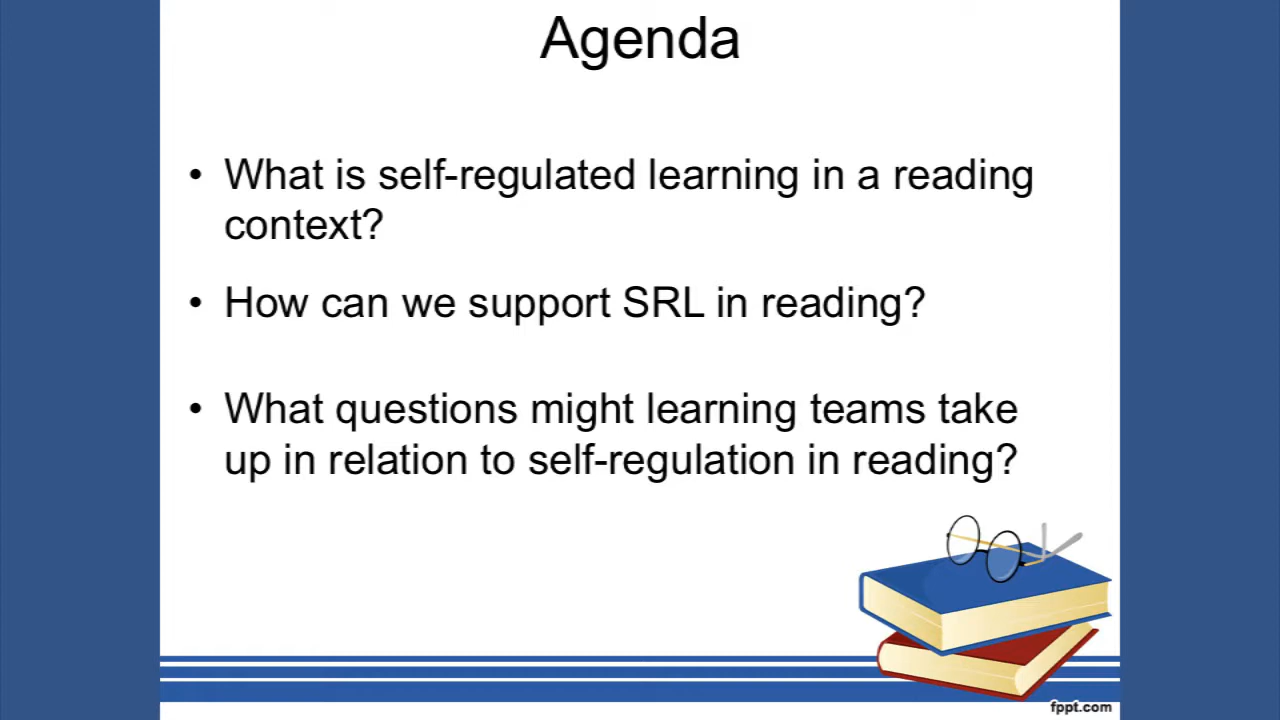 Agenda
• What is self-regulated learning in a reading
context?
• How can we support SRL in reading?
• What questions might learning teams take
up in relation to self-regulation in reading?
fppt.com